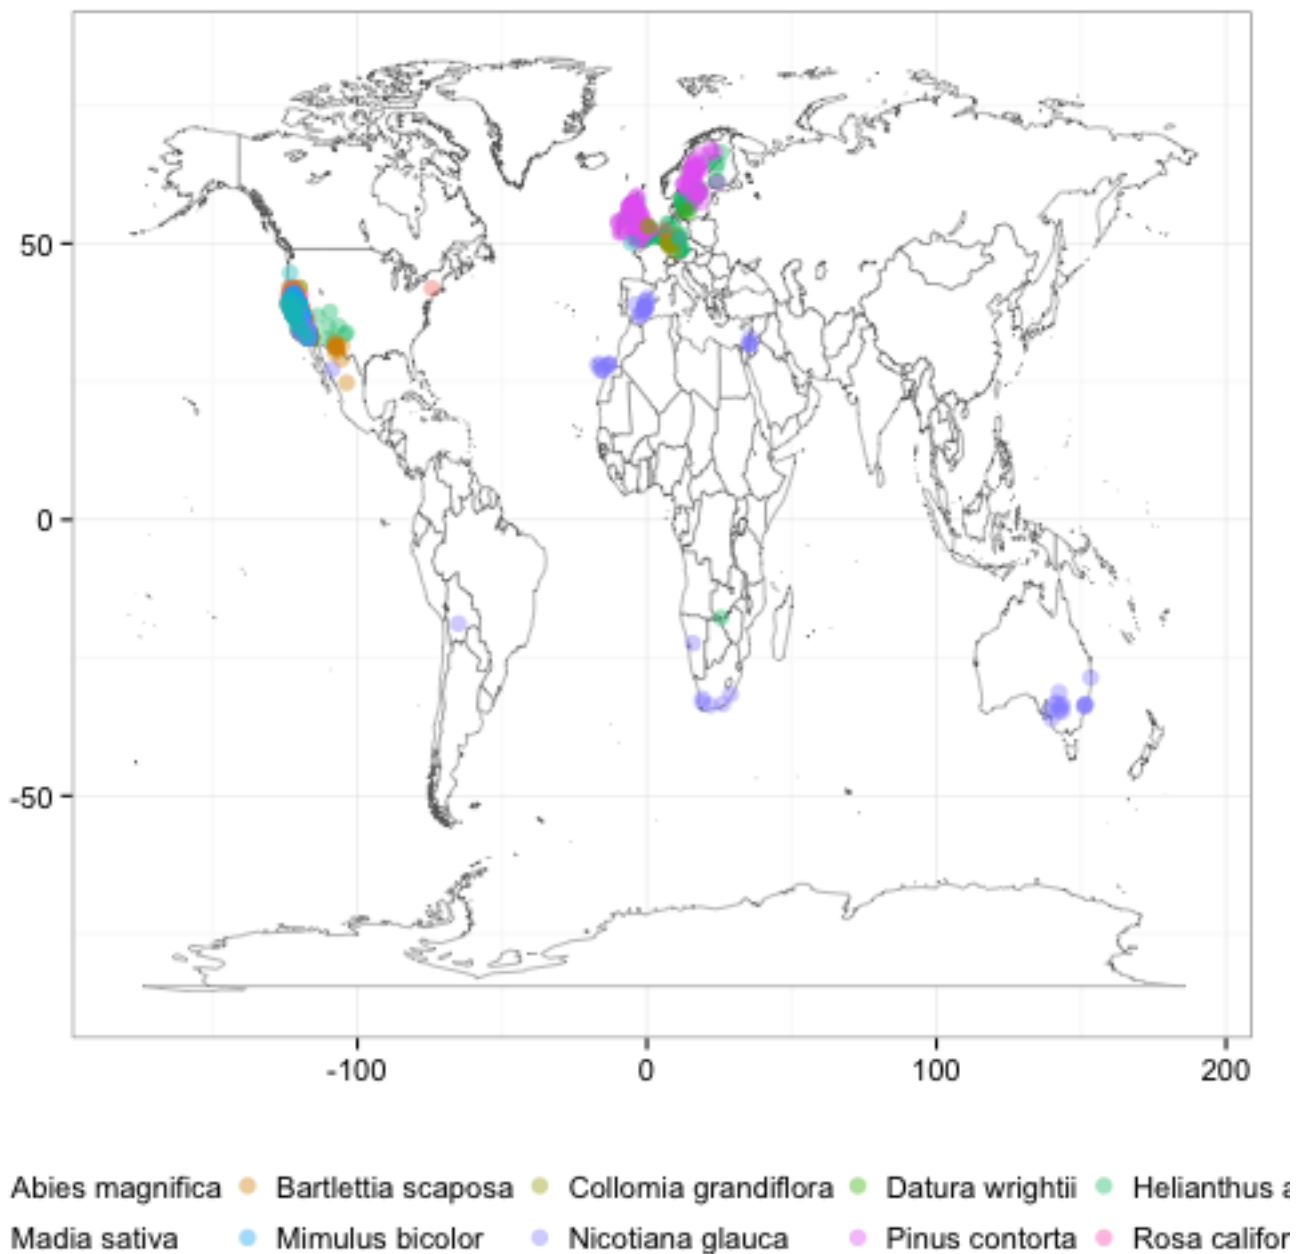 50
0
-50
-100 0 100 200
Abies magnifica Bartlettia scaposa Collomia grandiflora Datura wrightii Helianthus a
Madia sativa Mimulus bicolor Nicotiana glauca Pinus contorta Rosa califor